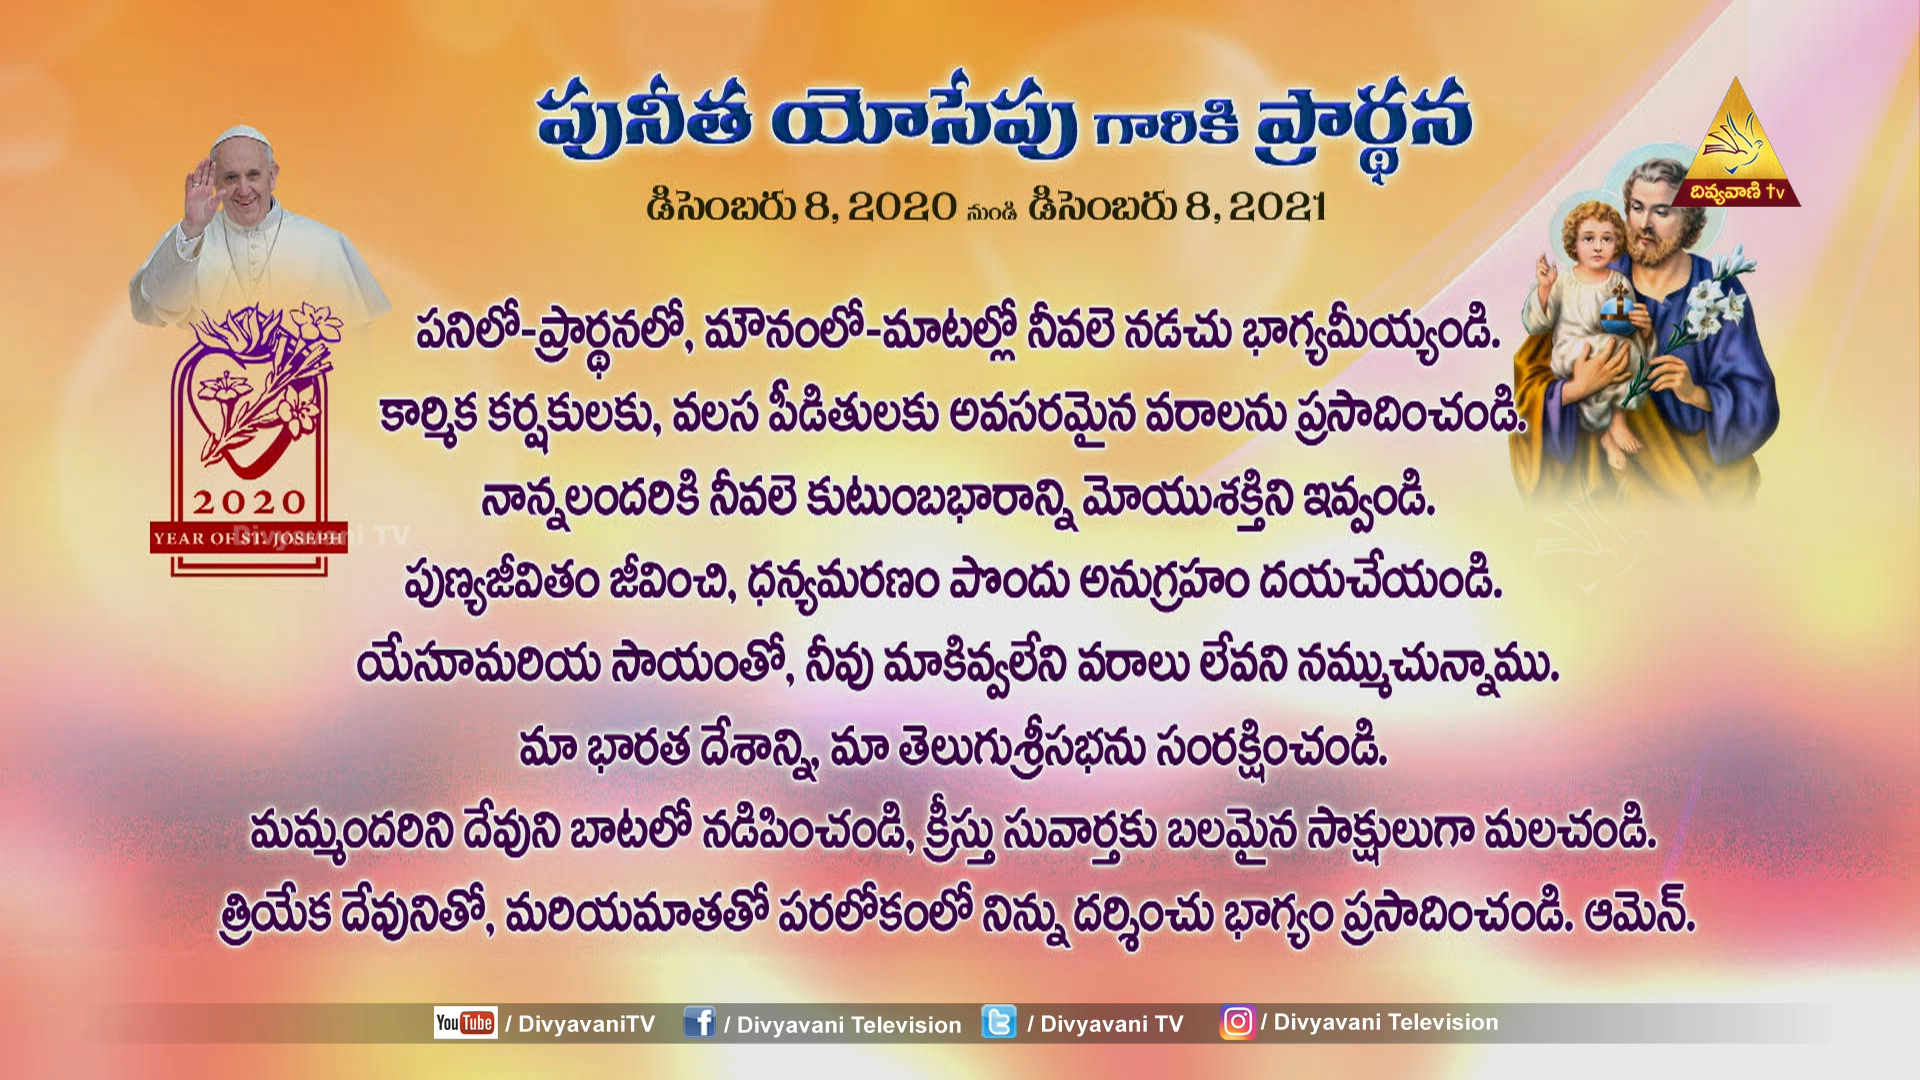 పునీత యోసేపు గారికి ప్రార్థన
డిసెంబరు 8, 2020 నుండి డిసెంబరు 8, 2021
దివ్యవాణి tv
పనిలో-ప్రార్థనలో, మౌనంలో-మాటల్లో నీవలె నడచు భాగ్యమీయ్యండి.
కార్మిక కర్షకులకు, వలస పీడితులకు అవసరమైన వరాలను ప్రసాదించండి.
నాన్నలందరికి నీవలె కుటుంబభారాన్ని మోయుశక్తిని ఇవ్వండి.
2020
YEAR OF ST. JOSEPH
Divyavani TV
పుణ్యజీవితం జీవించి, ధన్యమరణం పొందు అనుగ్రహం దయచేయండి.
యేసూమరియ సాయంతో, నీవు మాకివ్వలేని వరాలు లేవని నమ్ముచున్నాము.
మా భారత దేశాన్ని, మా తెలుగుశ్రీసభను సంరక్షించండి.
మమ్మందరిని దేవుని బాటలో నడిపించండి, క్రీస్తు సువార్తకు బలమైన సాక్షులుగా మలచండి.
త్రియేక దేవునితో, మరియమాతతో పరలోకంలో నిన్ను దర్శించు భాగ్యం ప్రసాదించండి. ఆమెన్.
YouTube / DivyavaniTV f / Divyavani Television / Divyavani TV / Divyavani Television